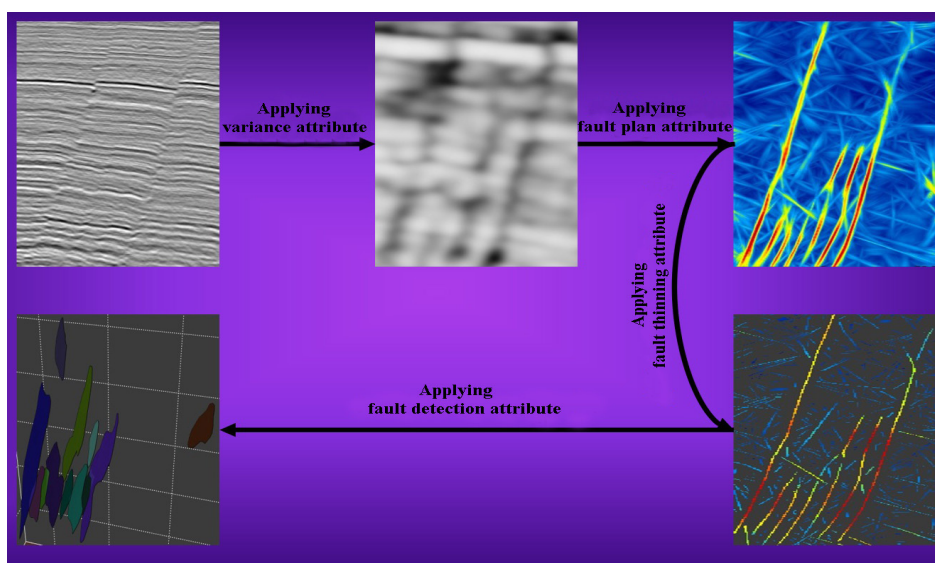 Applying
variance attribute
Applying
fault plan attribute
Applying
fault thinning attribute
Applying
fault detection attribute